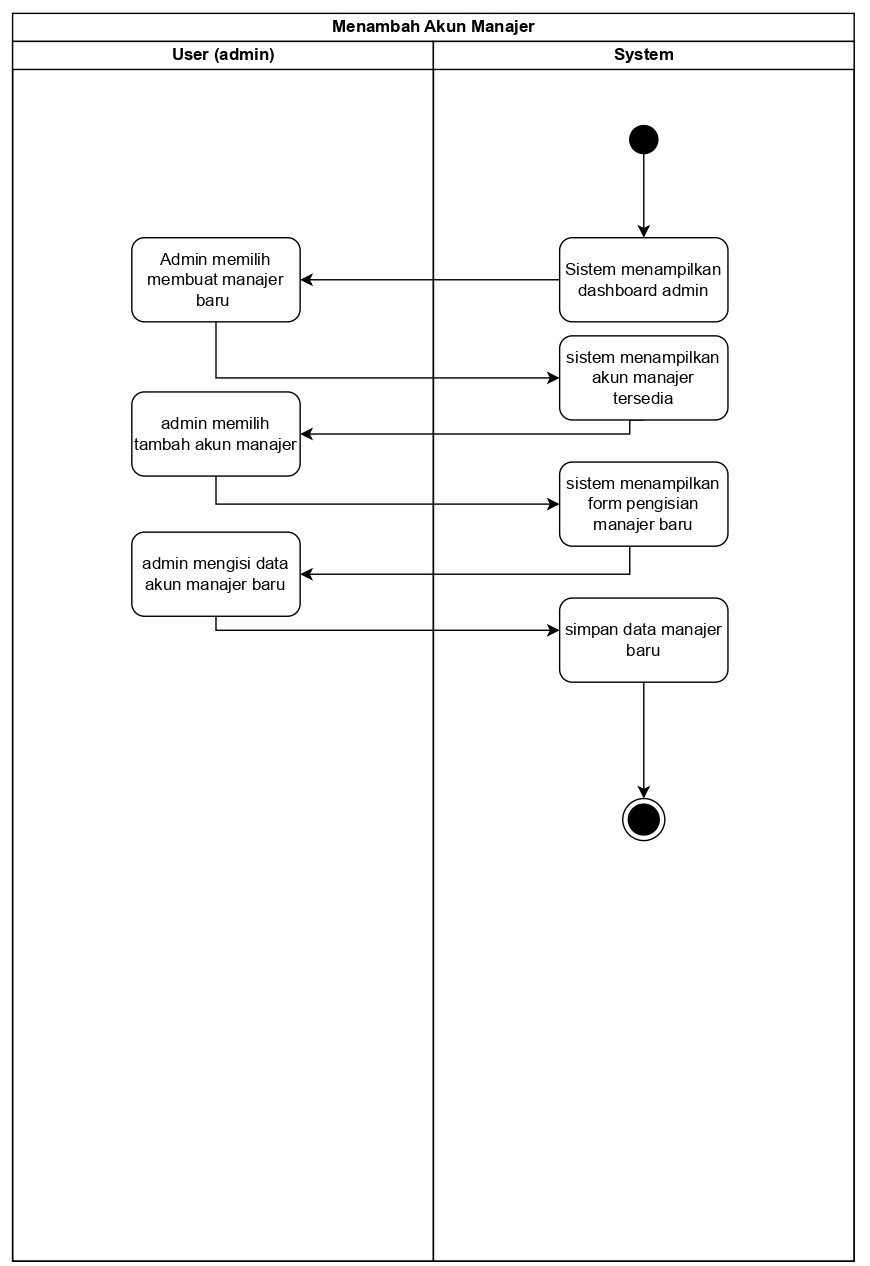 Menambah Akun Manajer
User (admin)
System
Sistem menampilkan
dashboard admin
Admin memilih
membuat manajer
baru
sistem menampilkan
akun manajer
tersedia
admin memilih
tambah akun manajer
sistem menampilkan
form pengisian
manajer baru
admin mengisi data
akun manajer baru
simpan data manajer
baru